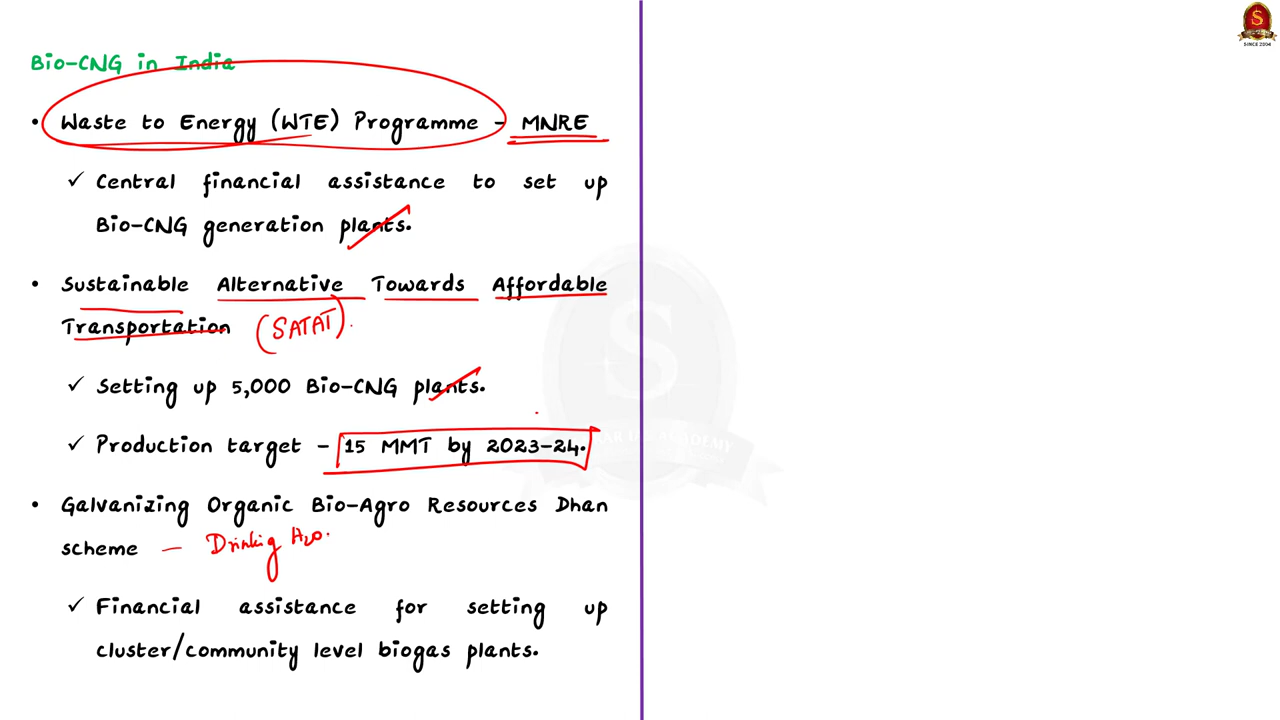 Bio-CNG in India
• Waste to Energy (WTE) Programme - MNRE
✓ Central financial assistance to set up
Bio-CNG generation plants.
• Sustainable Alternative Towards Affordable
Transportation (SATAT).
✓ Setting up 5,000 Bio-CNG plants.
✓ Production target - 15 MMT by 2023-24.
• Galvanizing Organic Bio-Agro Resources Dhan
scheme — Drinking H2O.
✓ Financial assistance for setting up
cluster/community level biogas plants.
S
SINCE 2004